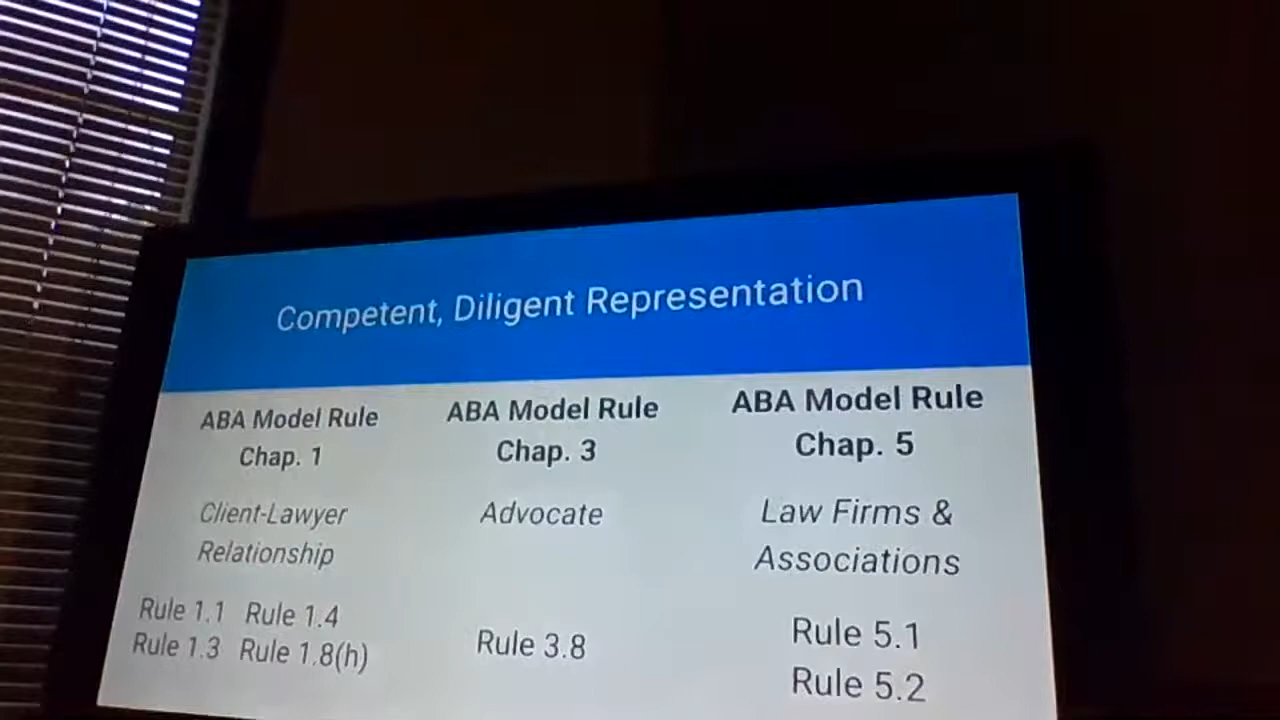 Competent, Diligent Representation
ABA Model Rule
Chap. 1
Client-Lawyer
Relationship
Rule 1.1 Rule 1.4
Rule 1.3 Rule 1.8(h)
ABA Model Rule
Chap. 3
Advocate
Rule 3.8
ABA Model Rule
Chap. 5
Law Firms &
Associations
Rule 5.1
Rule 5.2